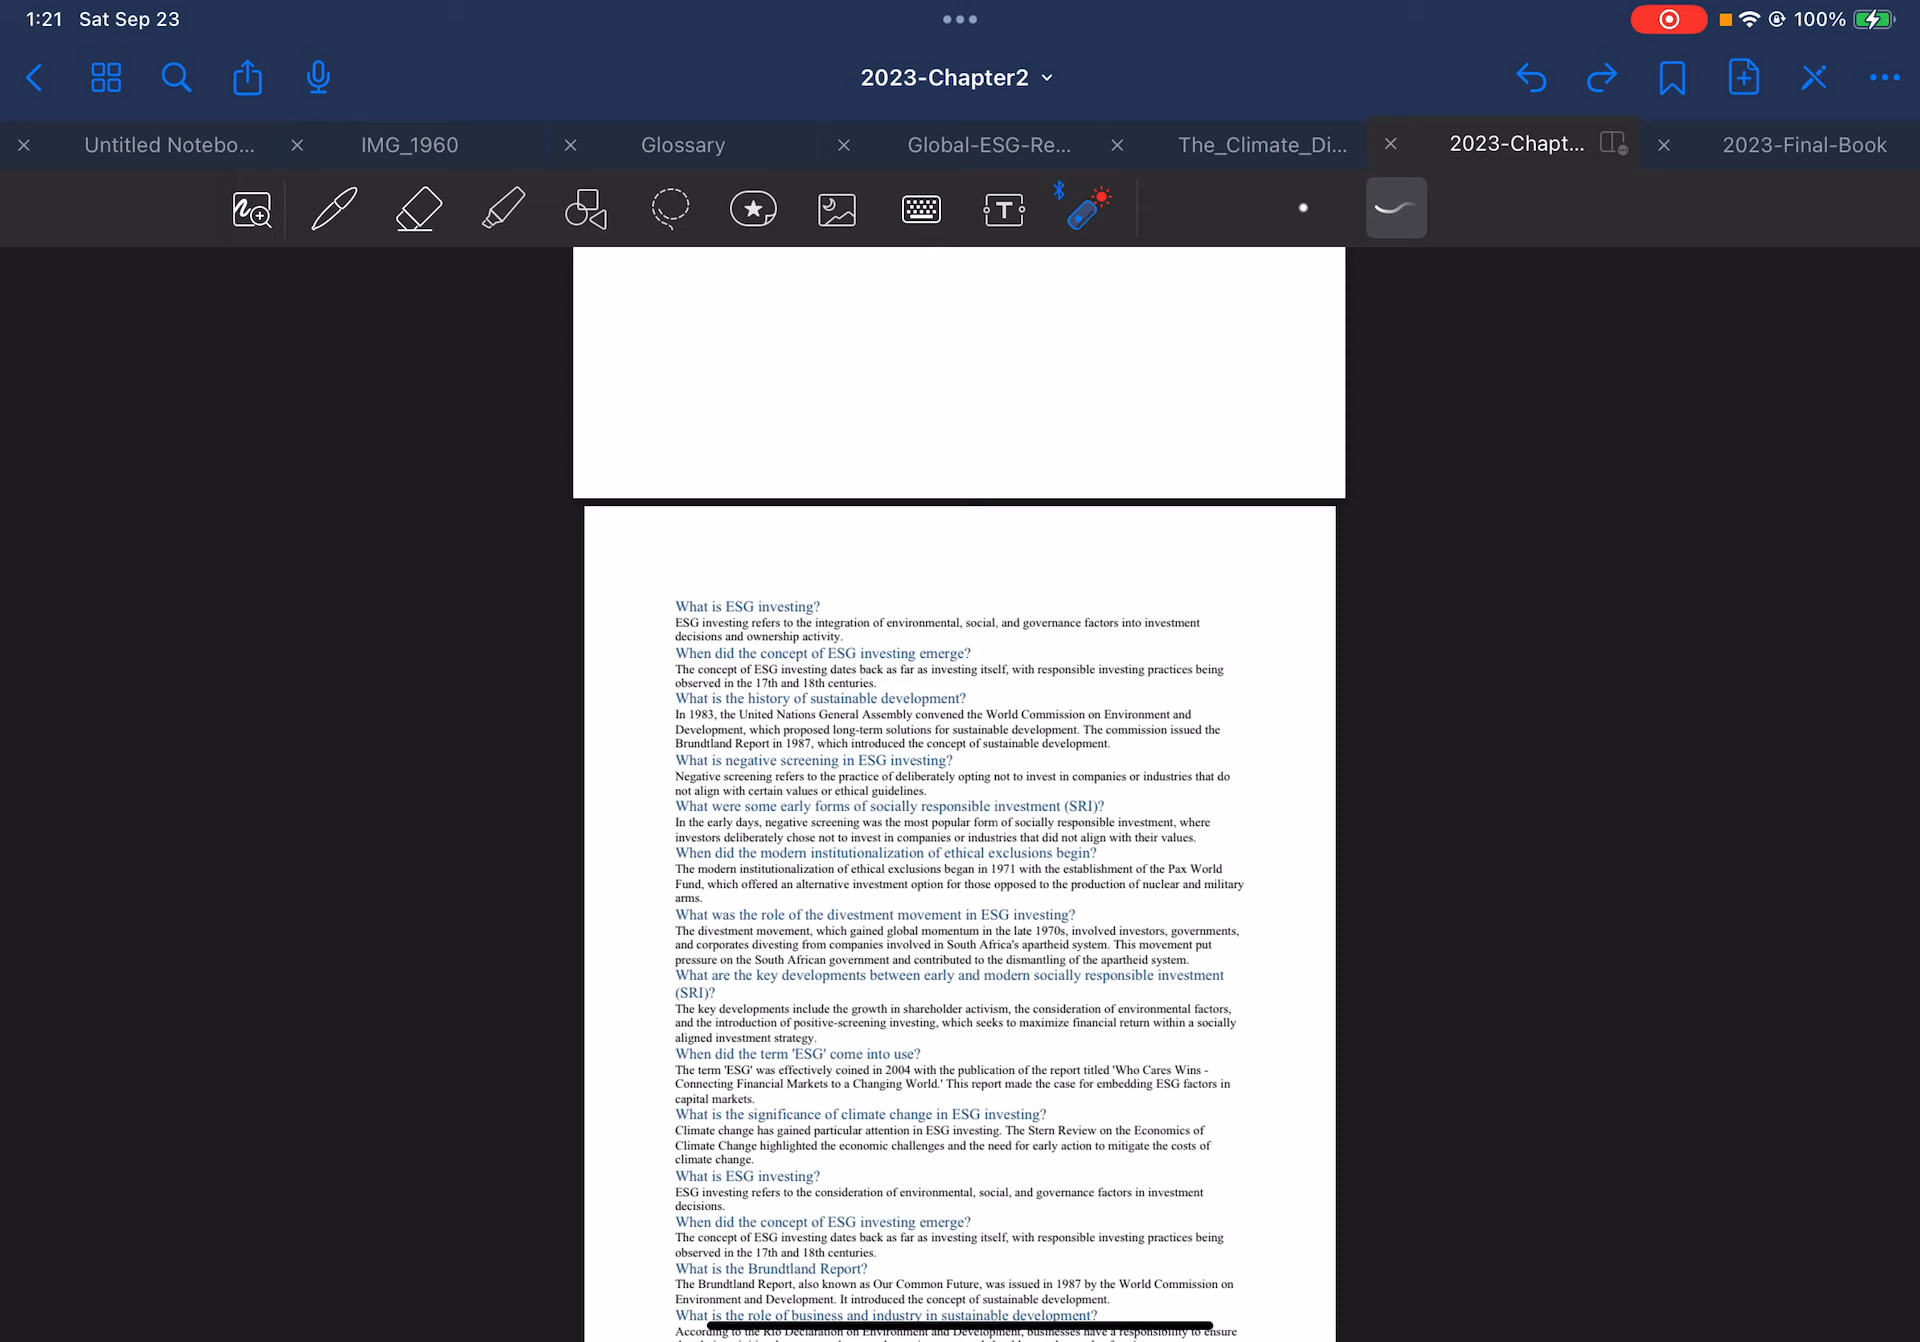 1:21 Sat Sep 23
100%
2023-Chapter2
Untitled Notebo...
IMG_1960
Glossary
Global-ESG-Re...
The_Climate_Di...
2023-Chapt...
2023-Final-Book
T
What is ESG investing?
ESG investing refers to the integration of environmental, social, and governance factors into investment
decisions and ownership activity.
When did the concept of ESG investing emerge?
The concept of ESG investing dates back as far as investing itself, with responsible investing practices being
observed in the 17th and 18th centuries.
What is the history of sustainable development?
In 1983, the United Nations General Assembly convened the World Commission on Environment and
Development, which proposed long-term solutions for sustainable development. The commission issued the
Brundtland Report in 1987, which introduced the concept of sustainable development.
What is negative screening in ESG investing?
Negative screening refers to the practice of deliberately opting not to invest in companies or industries that do
not align with certain values or ethical guidelines.
What were some early forms of socially responsible investment (SRI)?
In the early days, negative screening was the most popular form of socially responsible investment, where
investors deliberately chose not to invest in companies or industries that did not align with their values.
When did the modern institutionalization of ethical exclusions begin?
The modern institutionalization of ethical exclusions began in 1971 with the establishment of the Pax World
Fund, which offered an alternative investment option for those opposed to the production of nuclear and military
arms.
What was the role of the divestment movement in ESG investing?
The divestment movement, which gained global momentum in the late 1970s, involved investors, governments,
and corporates divesting from companies involved in South Africa's apartheid system. This movement put
pressure on the South African government and contributed to the dismantling of the apartheid system.
What are the key developments between early and modern socially responsible investment
(SRI)?
The key developments include the growth in shareholder activism, the consideration of environmental factors,
and the introduction of positive-screening investing, which seeks to maximize financial return within a socially
aligned investment strategy.
When did the term 'ESG' come into use?
The term 'ESG' was effectively coined in 2004 with the publication of the report titled 'Who Cares Wins -
Connecting Financial Markets to a Changing World.' This report made the case for embedding ESG factors in
capital markets.
What is the significance of climate change in ESG investing?
Climate change has gained particular attention in ESG investing. The Stern Review on the Economics of
Climate Change highlighted the economic challenges and the need for early action to mitigate the costs of
climate change.
What is ESG investing?
ESG investing refers to the consideration of environmental, social, and governance factors in investment
decisions.
When did the concept of ESG investing emerge?
The concept of ESG investing dates back as far as investing itself, with responsible investing practices being
observed in the 17th and 18th centuries.
What is the Brundtland Report?
The Brundtland Report, also known as Our Common Future, was issued in 1987 by the World Commission on
Environment and Development. It introduced the concept of sustainable development.
What is the role of business and industry in sustainable development?
According to the Rio Declaration on Environment and Development, businesses have a responsibility to ensure